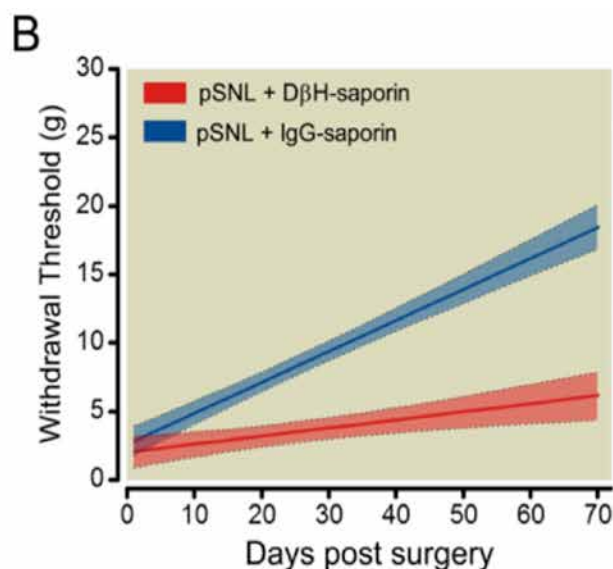 B
30
25
20
15
10
5
0
Withdrawal Threshold (g)
pSNL + DβH-saporin
pSNL + IgG-saporin
0 10 20 30 40 50 60 70
Days post surgery